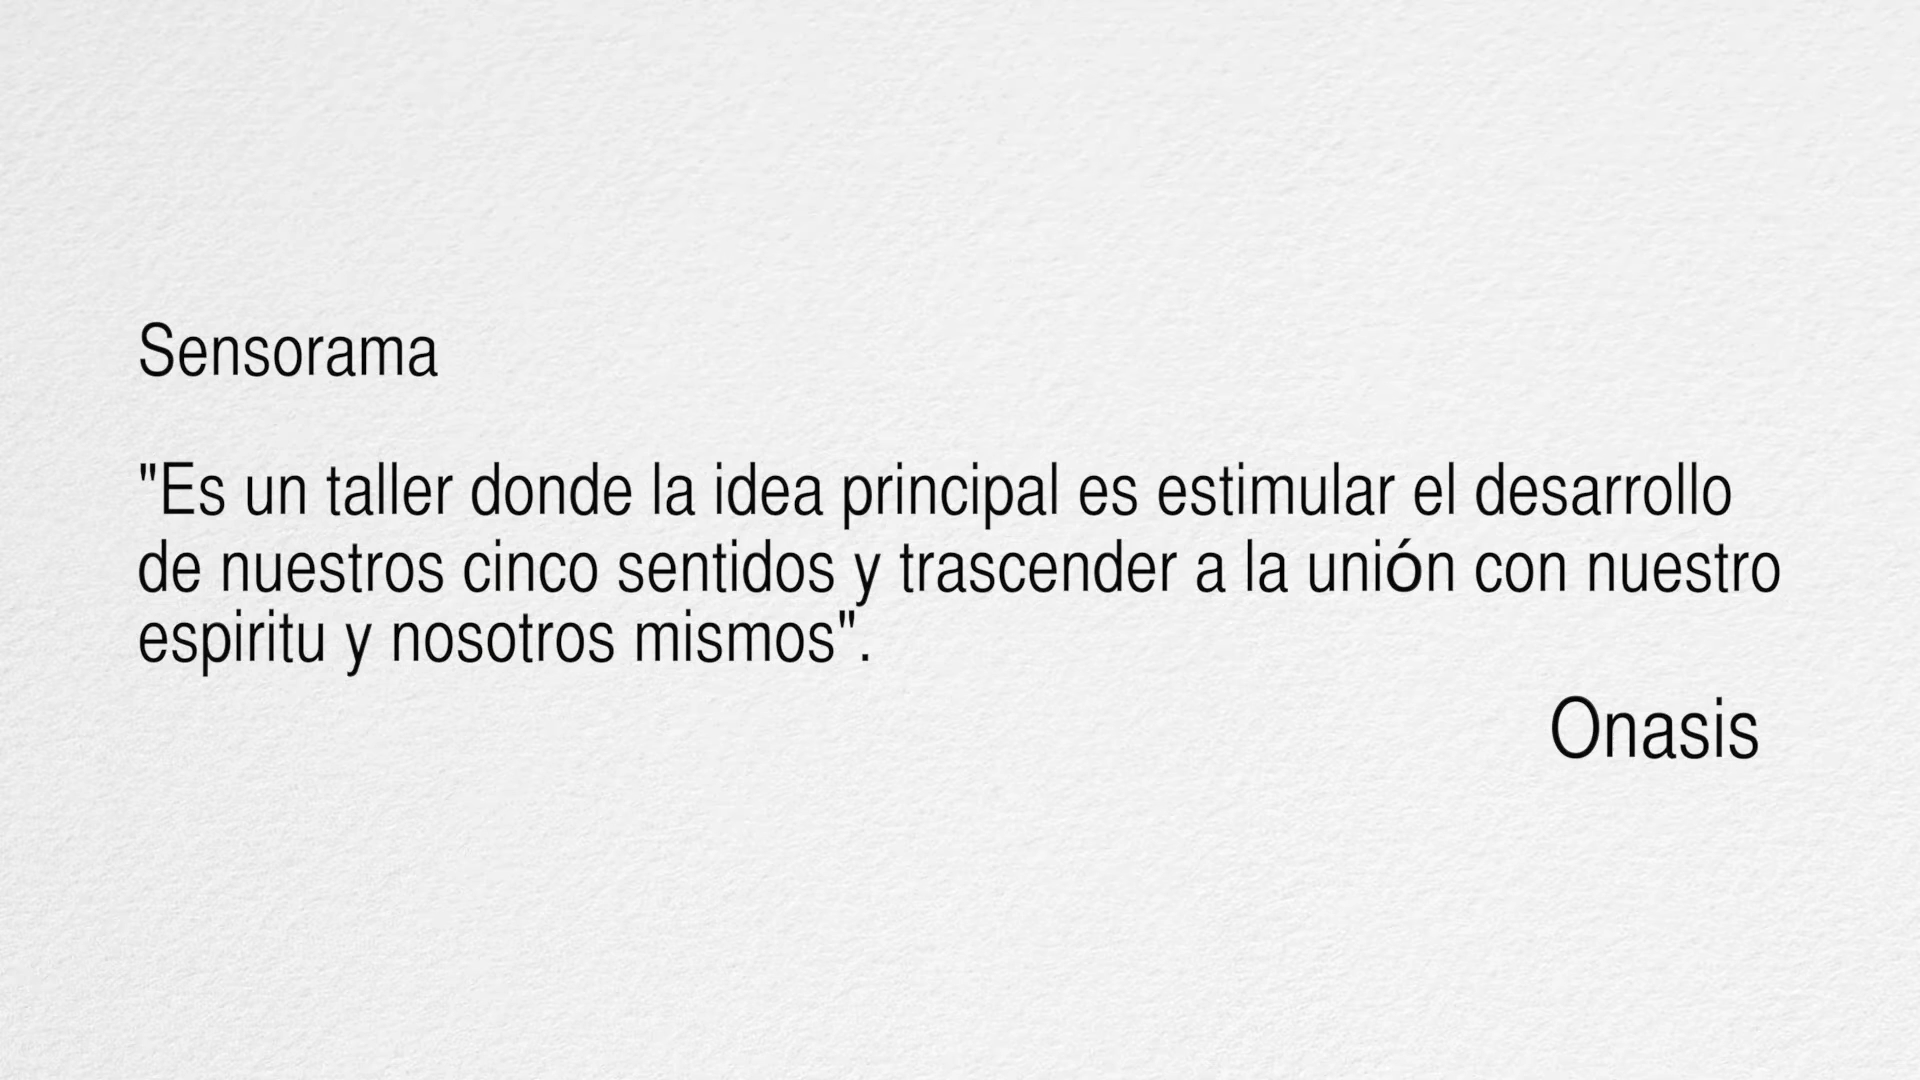 Sensorama
"Es un taller donde la idea principal es estimular el desarrollo
de nuestros cinco sentidos y trascender a la unión con nuestro
espiritu y nosotros mismos".
Onasis